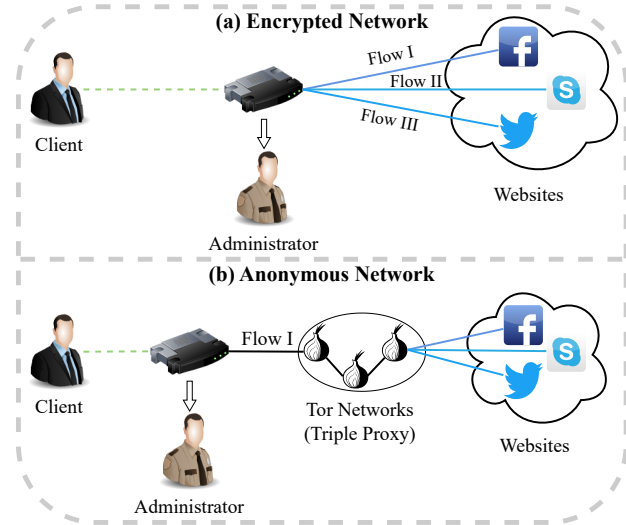 (a) Encrypted Network
Flow I
Flow II
Flow III
Client
Websites
Administrator
(b) Anonymous Network
Flow I
Client
Tor Networks
(Triple Proxy)
Websites
Administrator